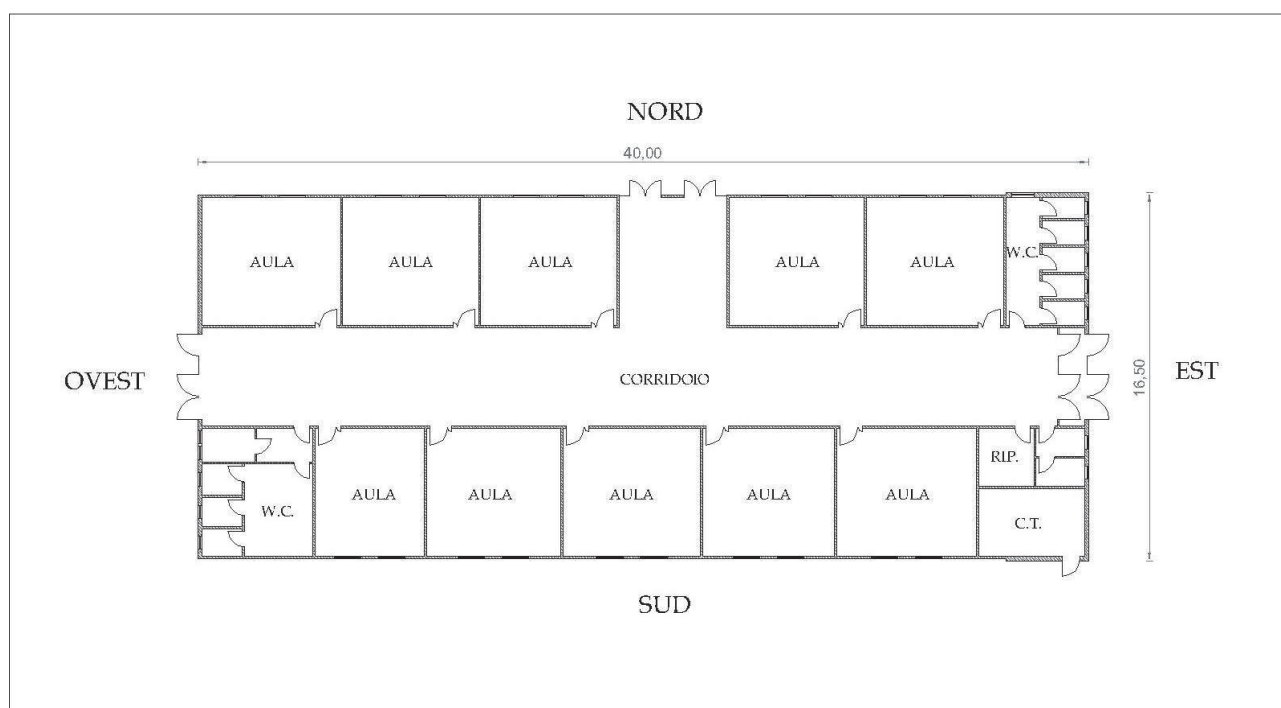 NORD
40,00
AULA
AULA
AULA
AULA
AULA
W.C.
OVEST
CORRIDOIO
16,50
EST
W.C.
AULA
AULA
AULA
AULA
AULA
RIP.
C.T.
SUD